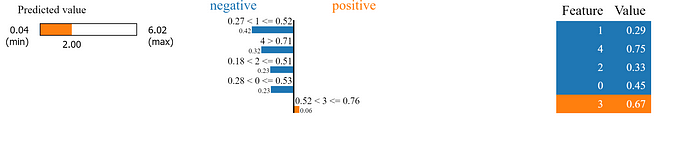 Predicted value
0.04
(min)
2.00
6.02
(max)
negative
positive
0.27 < 1 <= 0.52
0.42
4 > 0.71
0.32
0.18 < 2 <= 0.51
0.23
0.28 < 0 <= 0.53
0.23
0.52 < 3 <= 0.76
0.06
Feature Value
1 0.29
4 0.75
2 0.33
0 0.45
3 0.67